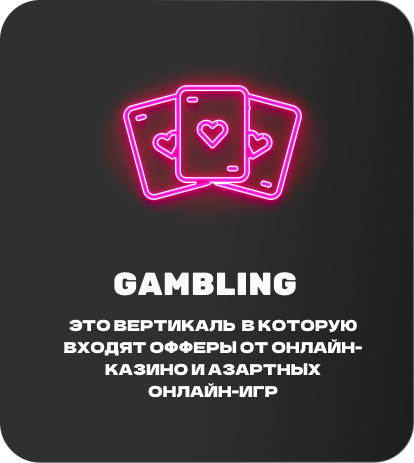 GAMBLING
ЭТО ВЕРТИКАЛЬ В КОТОРУЮ
ВХОДЯТ ОФФЕРЫ ОТ ОНЛАЙН-
КАЗИНО И АЗАРТНЫХ
ОНЛАЙН-ИГР